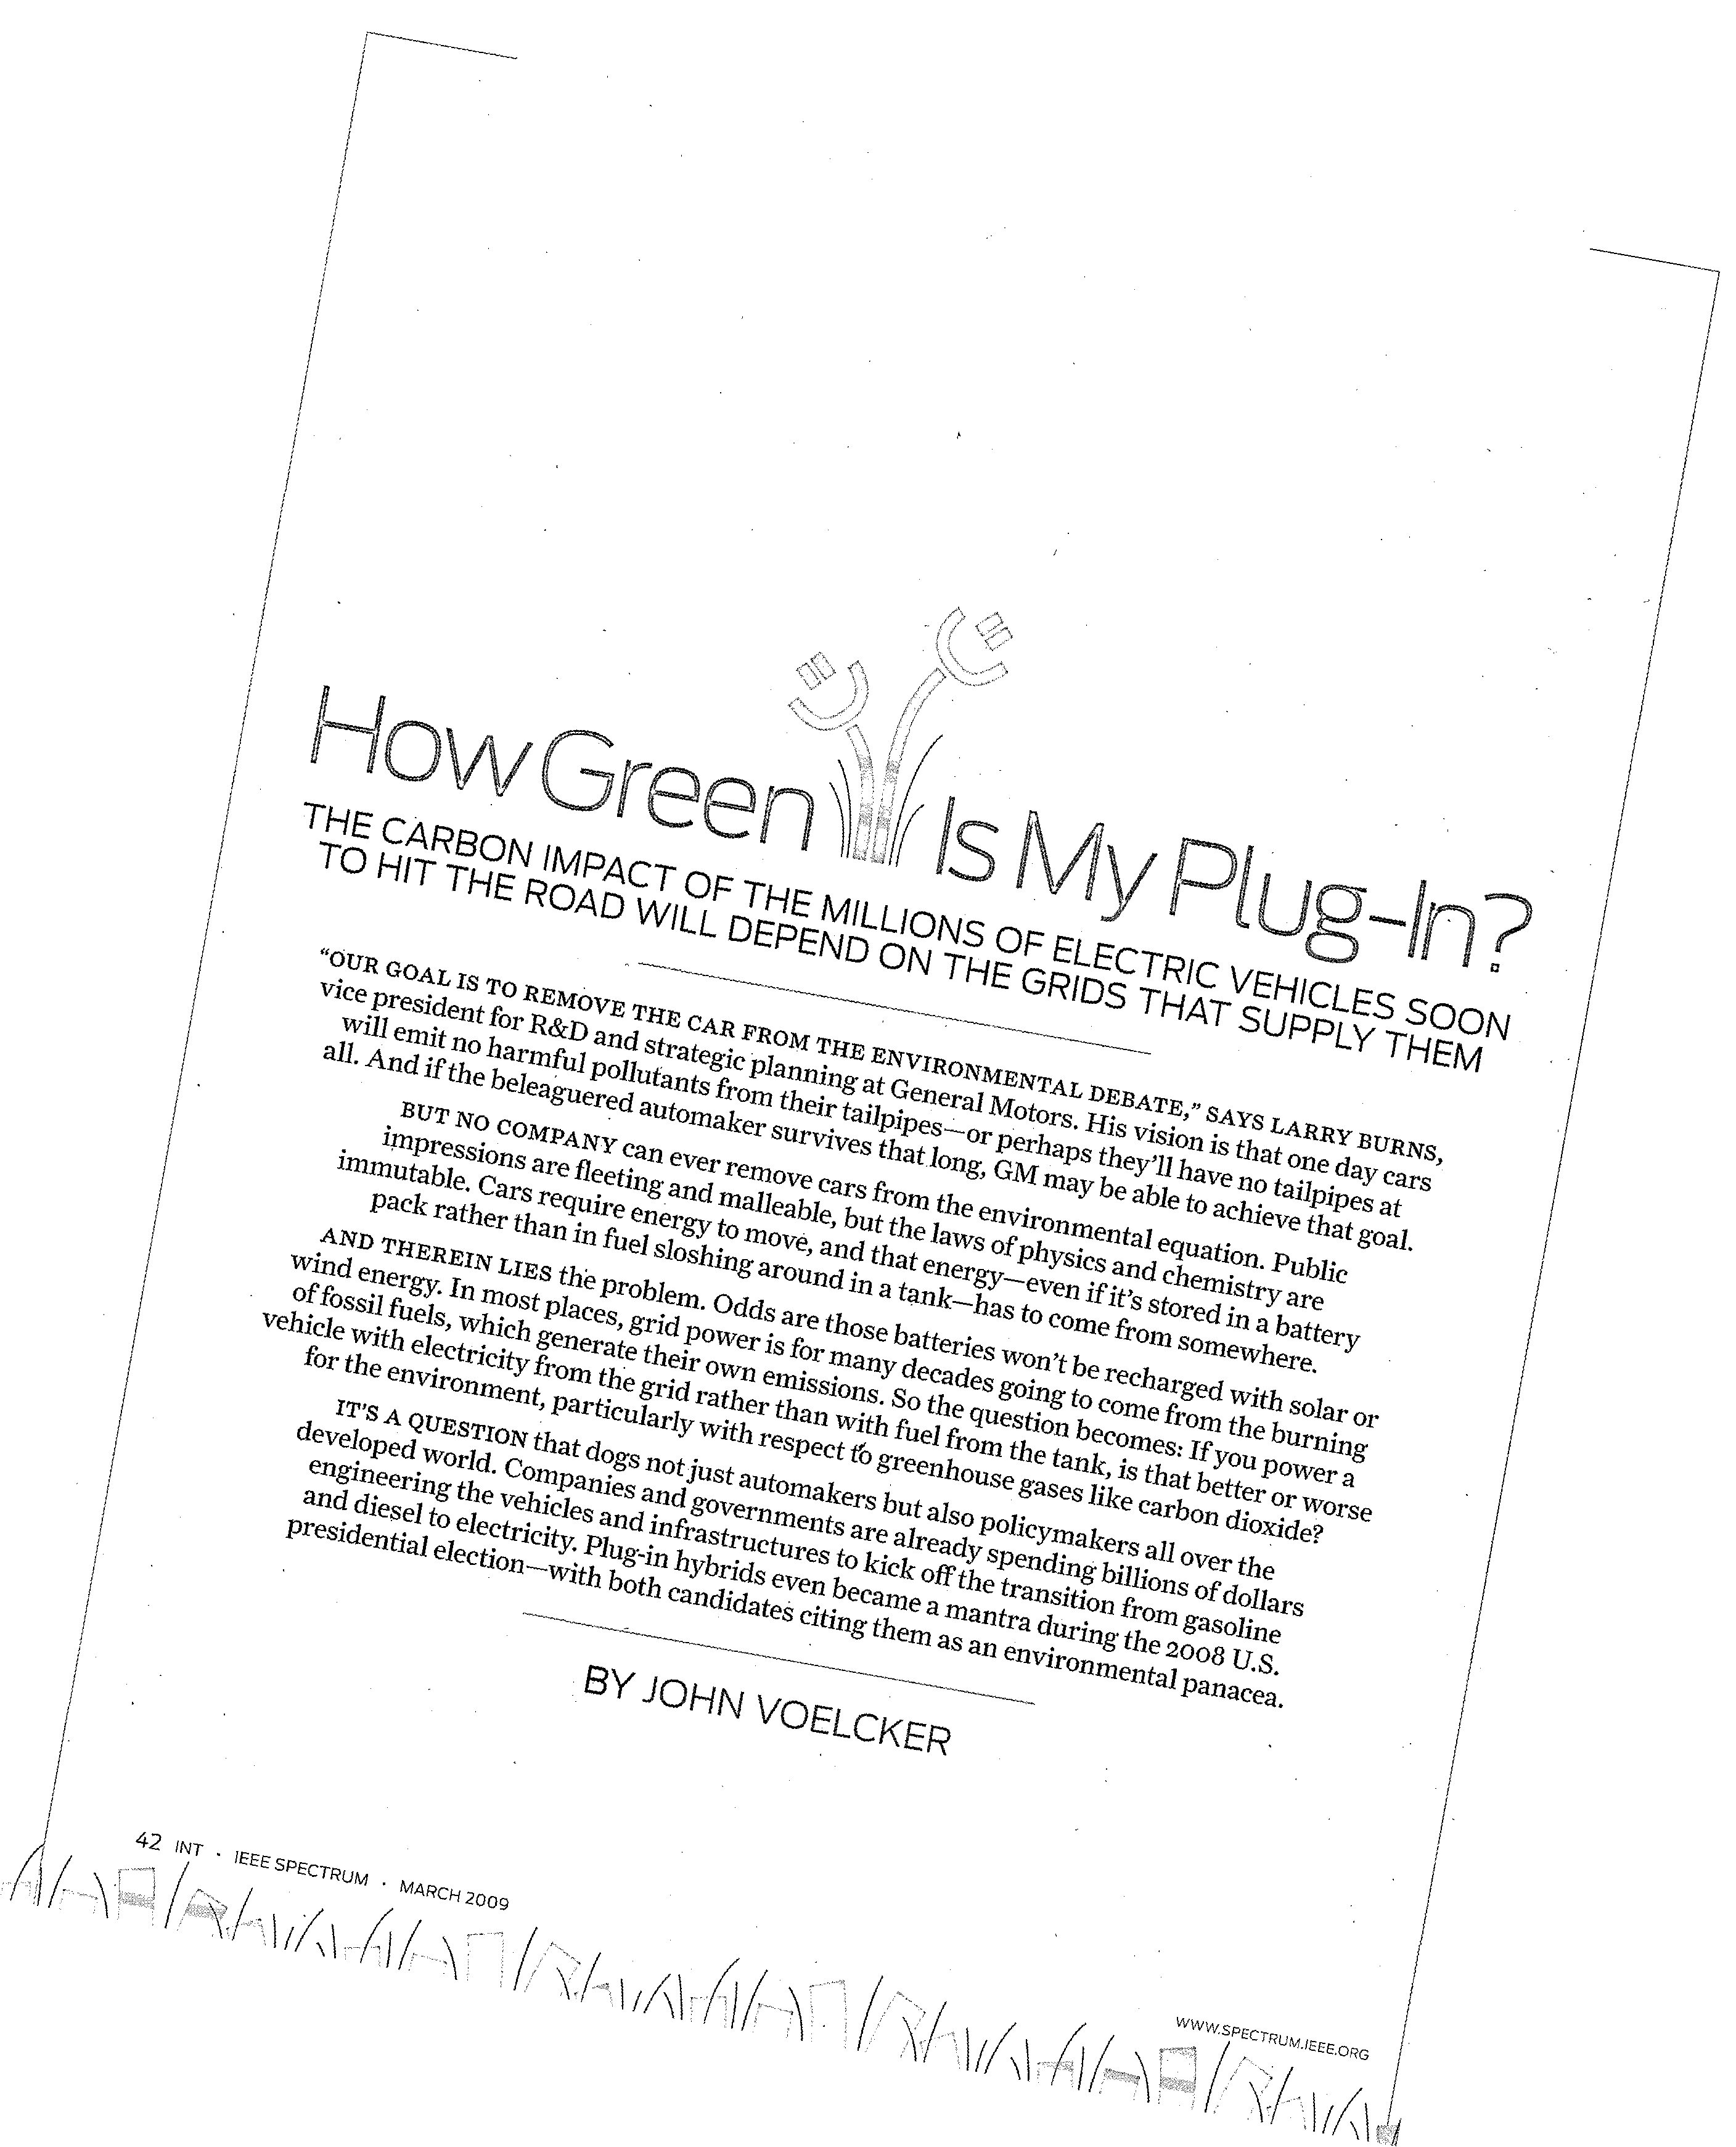 How Green Is My Plug-In?
THE CARBON IMPACT OF THE MILLIONS OF ELECTRIC VEHICLES SOON
TO HIT THE ROAD WILL DEPEND ON THE GRIDS THAT SUPPLY THEM
“OUR GOAL IS TO REMOVE THE CAR FROM THE ENVIRONMENTAL DEBATE,” SAYS LARRY BURNS,
vice president for R&D and strategic planning at General Motors. His vision is that one day cars
will emit no harmful pollutants from their tailpipes—or perhaps they’ll have no tailpipes at
all. And if the beleaguered automaker survives that long, GM may be able to achieve that goal.
BUT NO COMPANY can ever remove cars from the environmental equation. Public
impressions are fleeting and malleable, but the laws of physics and chemistry are
immutable. Cars require energy to move, and that energy—even if it’s stored in a battery
pack rather than in fuel sloshing around in a tank—has to come from somewhere.
AND THEREIN LIES the problem. Odds are those batteries won’t be recharged with solar or
wind energy. In most places, grid power is for many decades going to come from the burning
of fossil fuels, which generate their own emissions. So the question becomes: If you power a
vehicle with electricity from the grid rather than with fuel from the tank, is that better or worse
for the environment, particularly with respect to greenhouse gases like carbon dioxide?
IT’S A QUESTION that dogs not just automakers but also policymakers all over the
developed world. Companies and governments are already spending billions of dollars
engineering the vehicles and infrastructures to kick off the transition from gasoline
and diesel to electricity. Plug-in hybrids even became a mantra during the 2008 U.S.
presidential election—with both candidates citing them as an environmental panacea.
BY JOHN VOELCKER
42 INT · IEEE SPECTRUM · MARCH 2009
WWW.SPECTRUM.IEEE.ORG